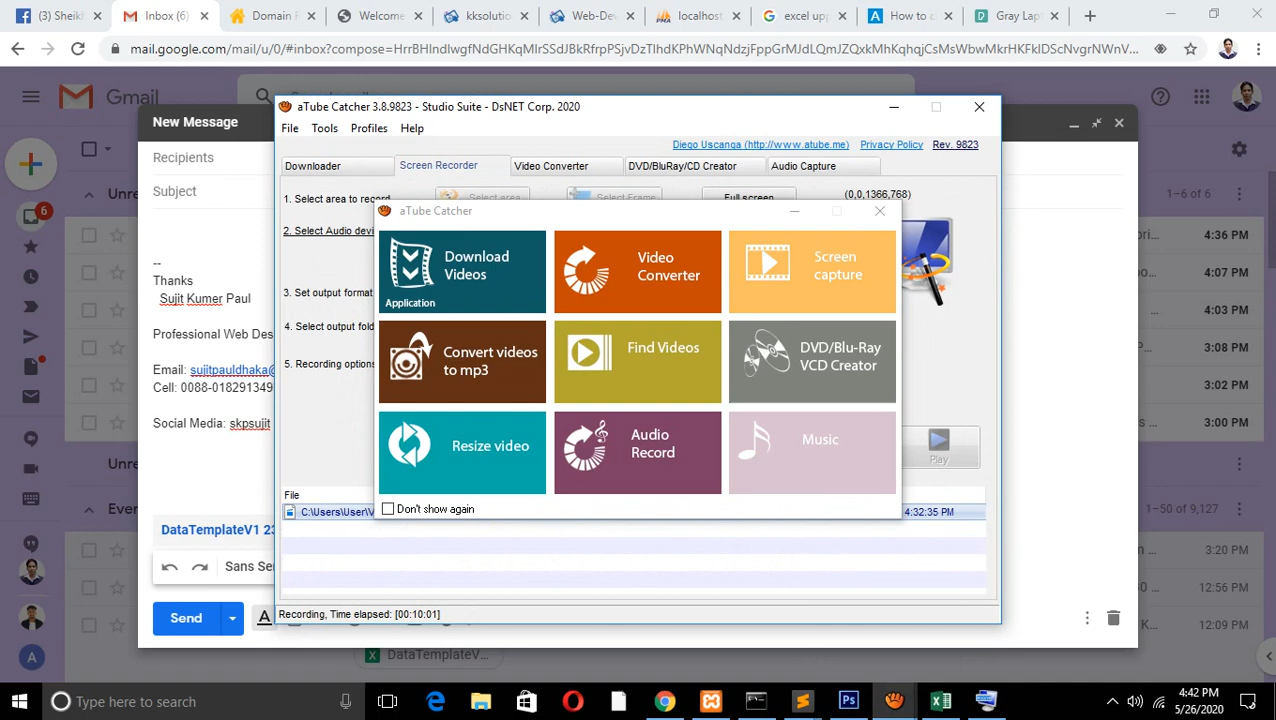 Sheikh
Inbox (6)
Domain
Welcome
kksolutio
Web-Dev
localhos
excel upp
How to a
Gray Lap
mail.google.com/mail/u/0/#inbox?compose=
Gmail
New Message
Recipients
Subject
--
Thanks
Sujit Kumer Paul
Professional Web Des
Email: sujitpauldhaka@
Cell: 0088-018291349
Social Media: skpsujit
DataTemplateV1 23
Sans Ser
Send
DataTemplateV...
Unre
6
Unre
Eve
A
1–6 of 6
4:36 PM
4:07 PM
4:03 PM
3:08 PM
3:02 PM
3:00 PM
1–50 of 9,127
3:20 PM
12:56 PM
12:09 PM
aTube Catcher 3.8.9823 - Studio Suite - DsNET Corp. 2020
File Tools Profiles Help
Diego Uscanga (http://www.atube.me) Privacy Policy Rev. 9823
Downloader Screen Recorder Video Converter DVD/BluRay/CD Creator Audio Capture
1. Select area to record Select area Select Frame Full screen (0,0,1366,768)
2. Select Audio devi
3. Set output format
4. Select output fold
5. Recording options
Play
File
C:\Users\User\V
4:32:35 PM
Recording, Time elapsed: [00:10:01]
aTube Catcher
Download
Videos
Application
Video
Converter
Screen
capture
Convert videos
to mp3
Find Videos
DVD/Blu-Ray
VCD Creator
Resize video
Audio
Record
Music
Don't show again
Type here to search
4:42 PM
5/26/2020